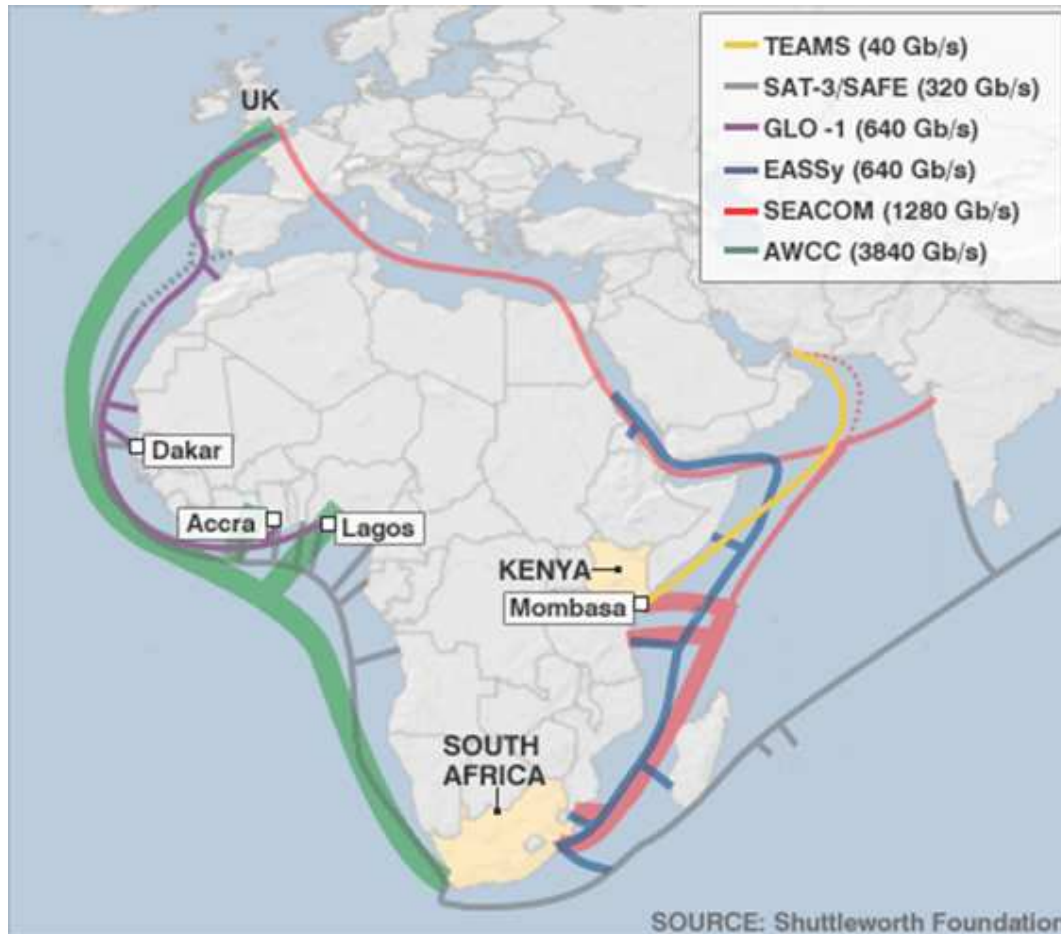 TEAMS (40 Gb/s)
SAT-3/SAFE (320 Gb/s)
GLO -1 (640 Gb/s)
EASSy (640 Gb/s)
SEACOM (1280 Gb/s)
AWCC (3840 Gb/s)
UK
Dakar
Accra
Lagos
KENYA
Mombasa
SOUTH
AFRICA
SOURCE: Shuttleworth Foundation